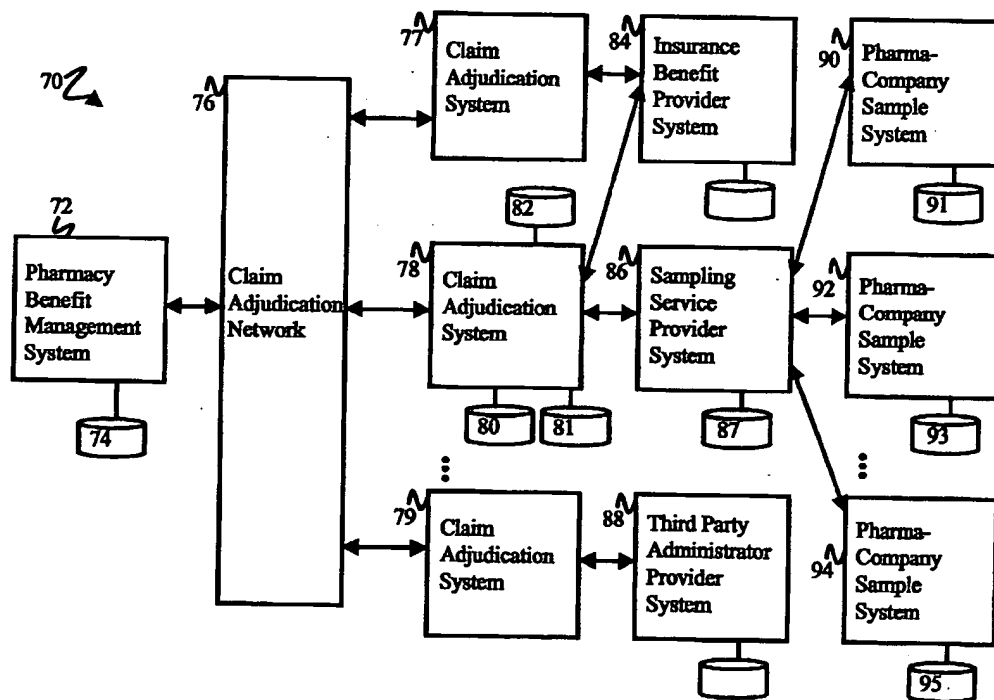 70
72
Pharmacy
Benefit
Management
System
74
76
Claim
Adjudication
Network
77
Claim
Adjudication
System
82
78
Claim
Adjudication
System
80
81
79
Claim
Adjudication
System
84
Insurance
Benefit
Provider
System
86
Sampling
Service
Provider
System
87
88
Third Party
Administrator
Provider
System
90
Pharma-
Company
Sample
System
91
92
Pharma-
Company
Sample
System
93
94
Pharma-
Company
Sample
System
95